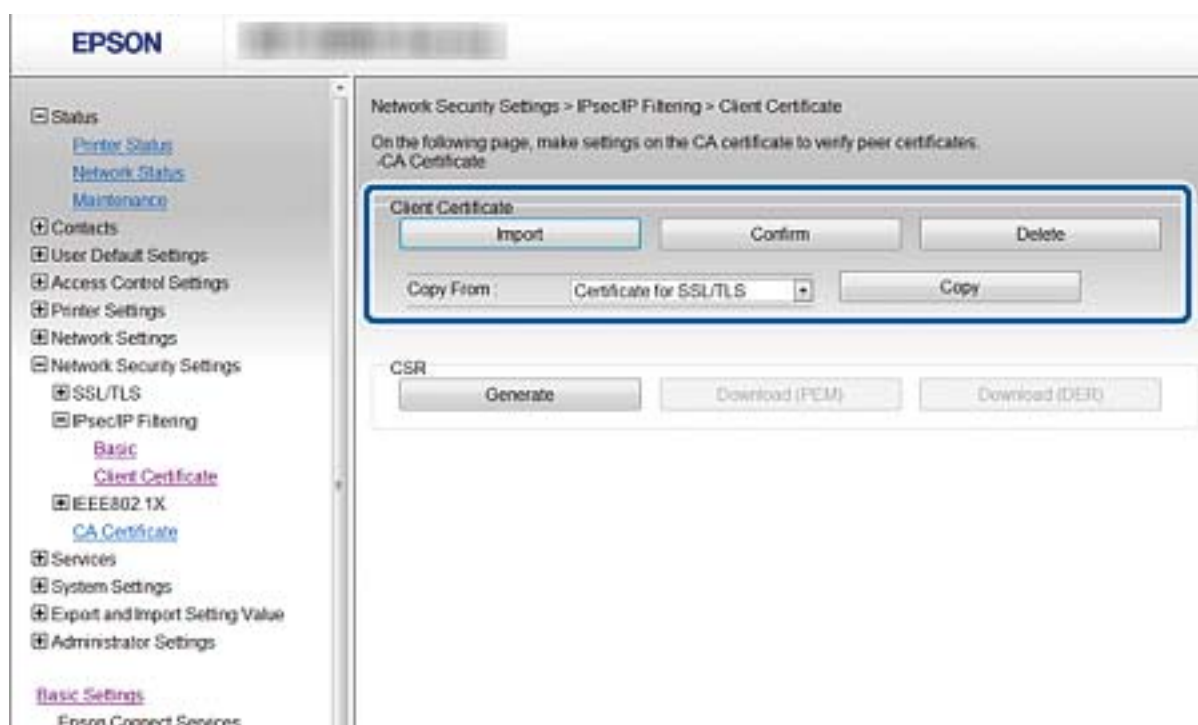 EPSON
Status
Printer Status
Network Status
Maintenance
Contacts
User Default Settings
Access Control Settings
Printer Settings
Network Settings
Network Security Settings
SSL/TLS
IPsec/IP Filtering
Basic
Client Certificate
IEEE802.1X
CA Certificate
Services
System Settings
Export and Import Setting Value
Administrator Settings
Basic Settings
Epson Connect Services
Network Security Settings > IPsec/IP Filtering > Client Certificate
On the following page, make settings on the CA certificate to verify peer certificates.
-CA Certificate
Client Certificate
Import Confirm Delete
Copy From : Certificate for SSL/TLS Copy
CSR
Generate Download (PEM) Download (DER)